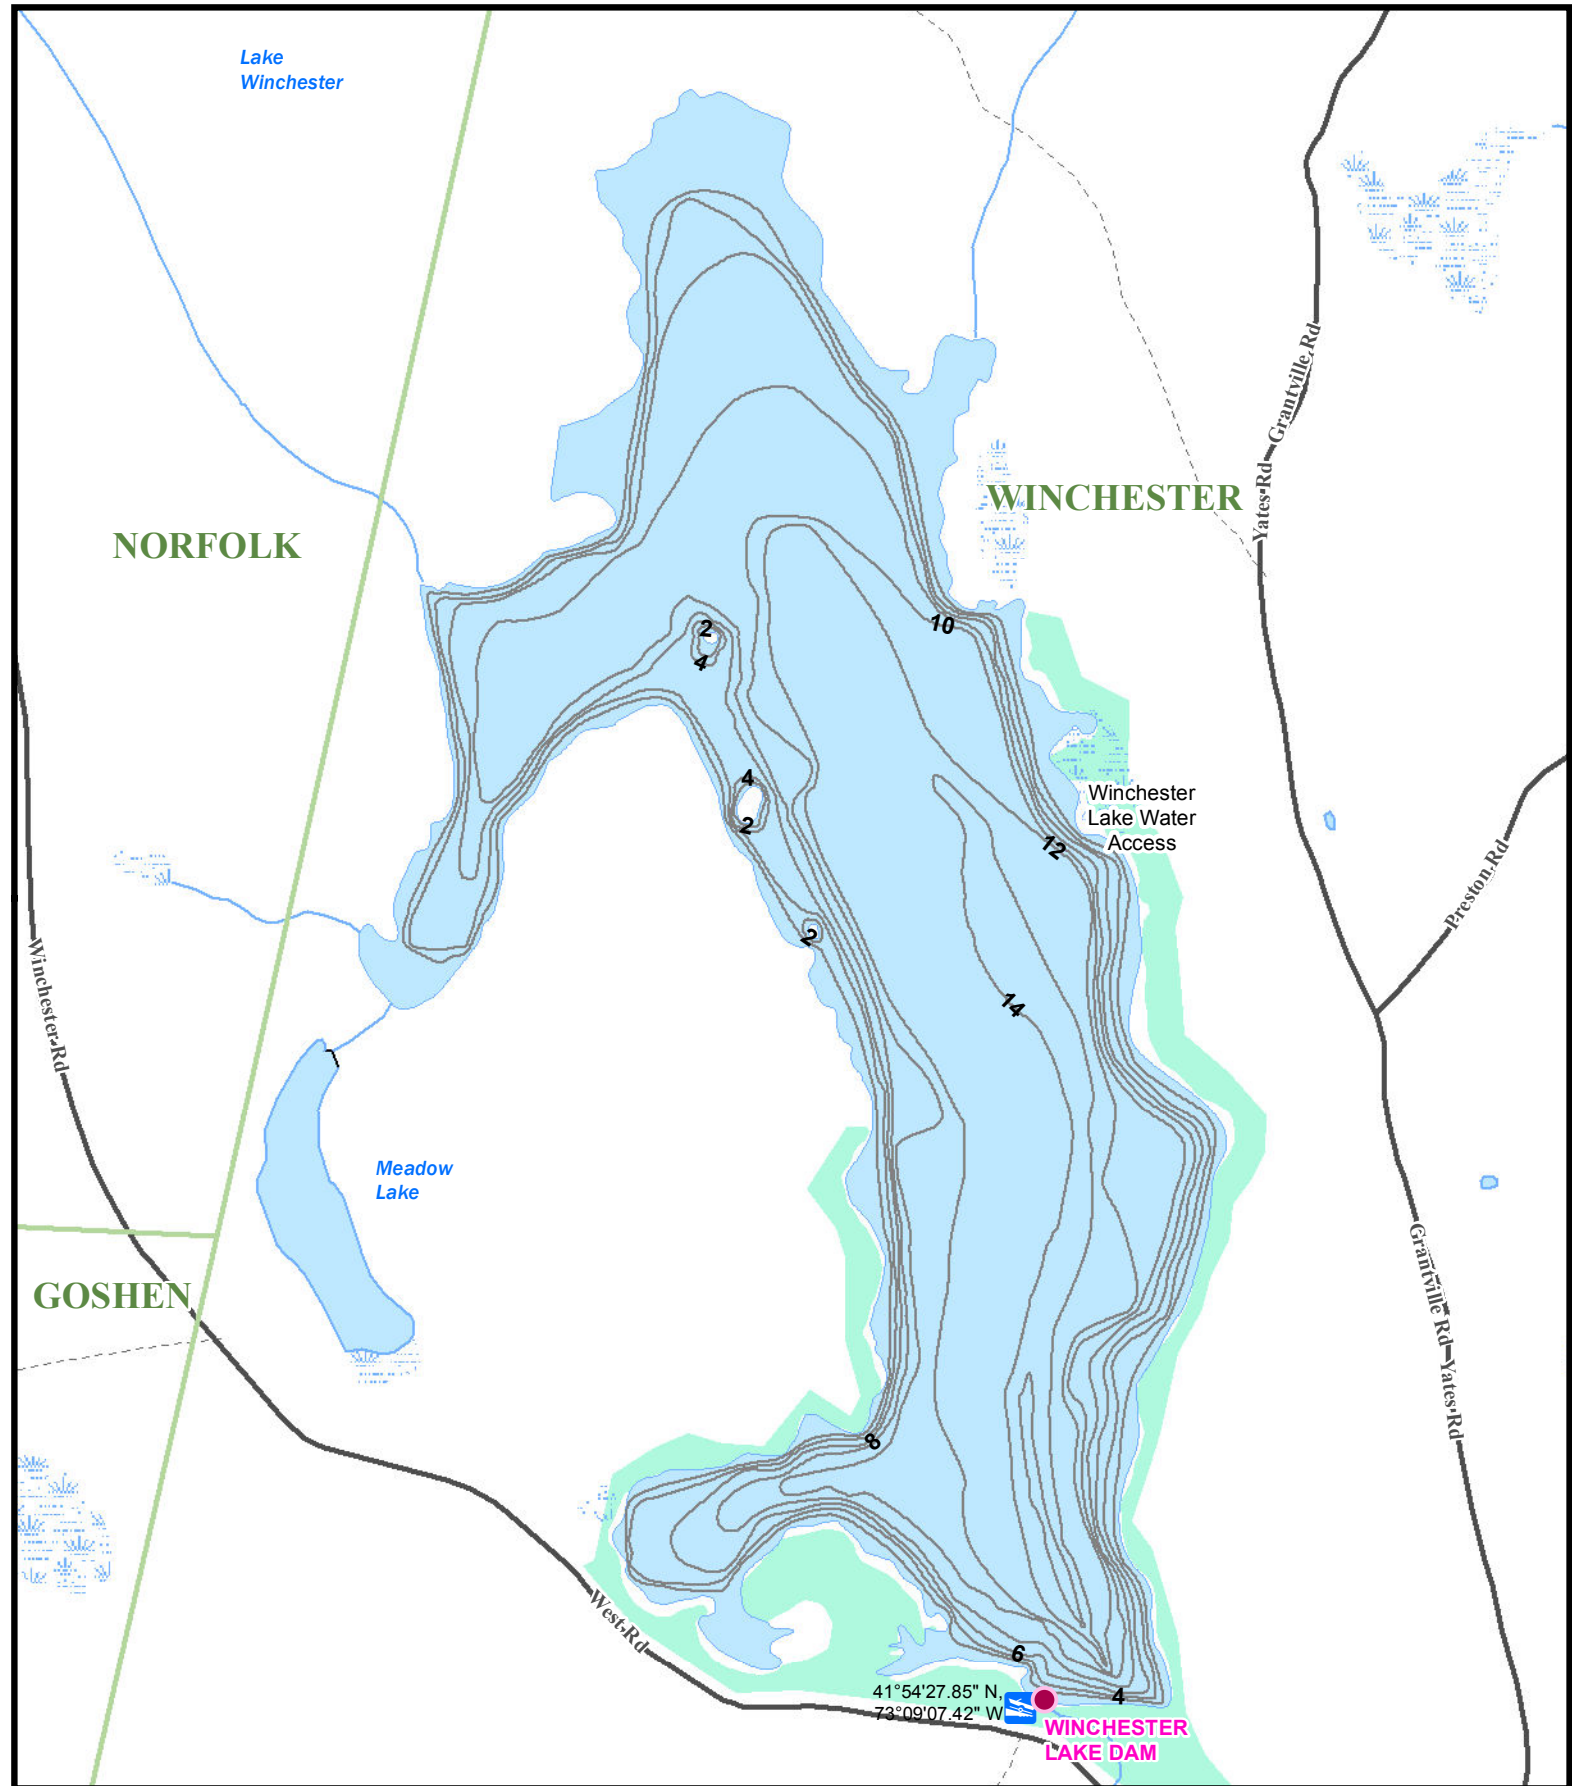 Lake
Winchester
NORFOLK
WINCHESTER
Grantville Rd
Yates Rd
10
2
4
4
2
Winchester
Lake Water
Access
12
Preston Rd
2
Winchester Rd
14
Meadow
Lake
GOSHEN
Grantville Rd
Yates Rd
8
West Rd
6
41°54'27.85" N,
73°09'07.42" W
4
WINCHESTER
LAKE DAM